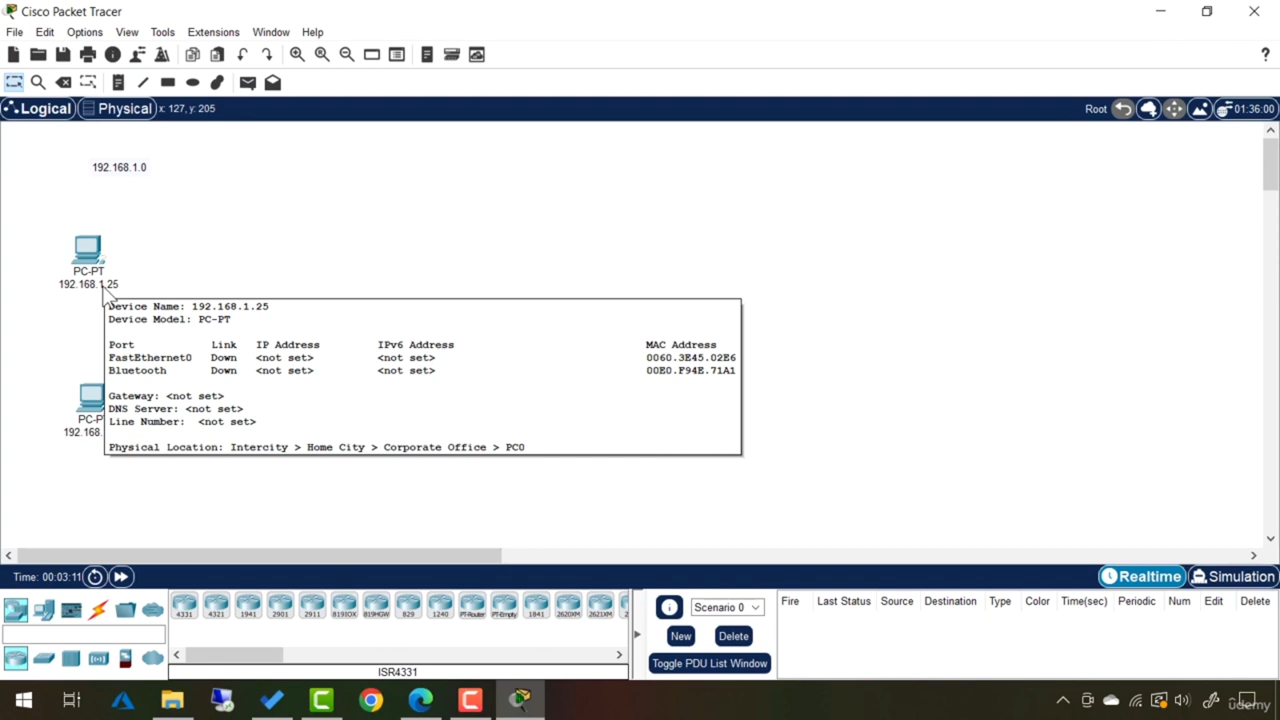 Cisco Packet Tracer
File Edit Options View Tools Extensions Window Help
?
Logical Physical x: 127, y: 205 Root 01:36:00
192.168.1.0
PC-PT
192.168.1.25
Device Name: 192.168.1.25
Device Model: PC-PT
Port Link IP Address IPv6 Address MAC Address
FastEthernet0 Down <not set> <not set> 0060.3E45.02E6
Bluetooth Down <not set> <not set> 00E0.F94E.71A1
Gateway: <not set>
DNS Server: <not set>
Line Number: <not set>
Physical Location: Intercity > Home City > Corporate Office > PC0
PC-P
192.168.
Time: 00:03:11 Realtime Simulation
4331 4321 1941 2901 2911 819IOX 819HGW 829 1240 PT-Router PT-Empty 1841 2620XM 2621XM 2
ISR4331
Scenario 0
New Delete
Toggle PDU List Window
Fire Last Status Source Destination Type Color Time(sec) Periodic Num Edit Delete
udemy